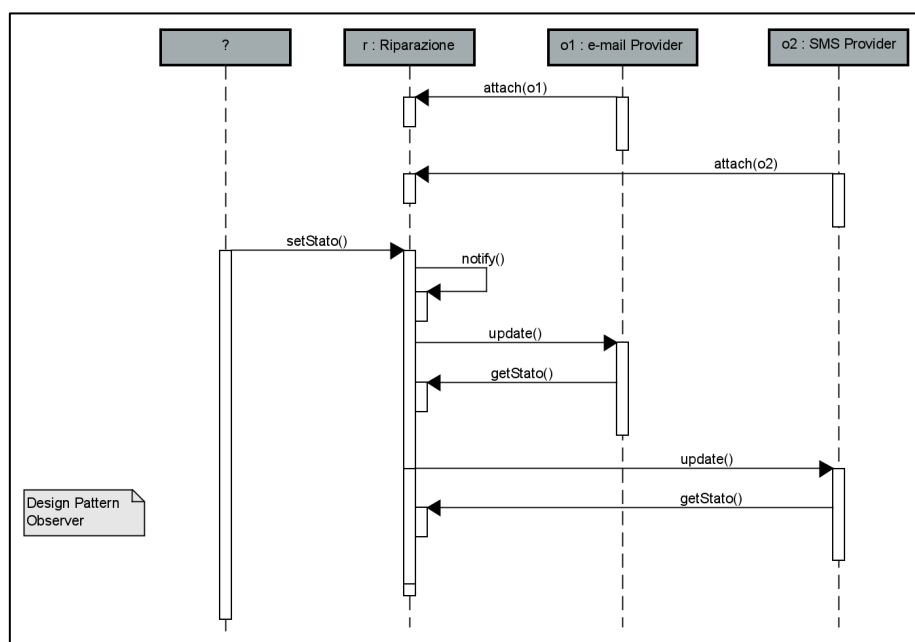 ?
r : Riparazione
o1 : e-mail Provider
o2 : SMS Provider
attach(o1)
attach(o2)
setStato()
notify()
update()
getStato()
update()
getStato()
Design Pattern
Observer